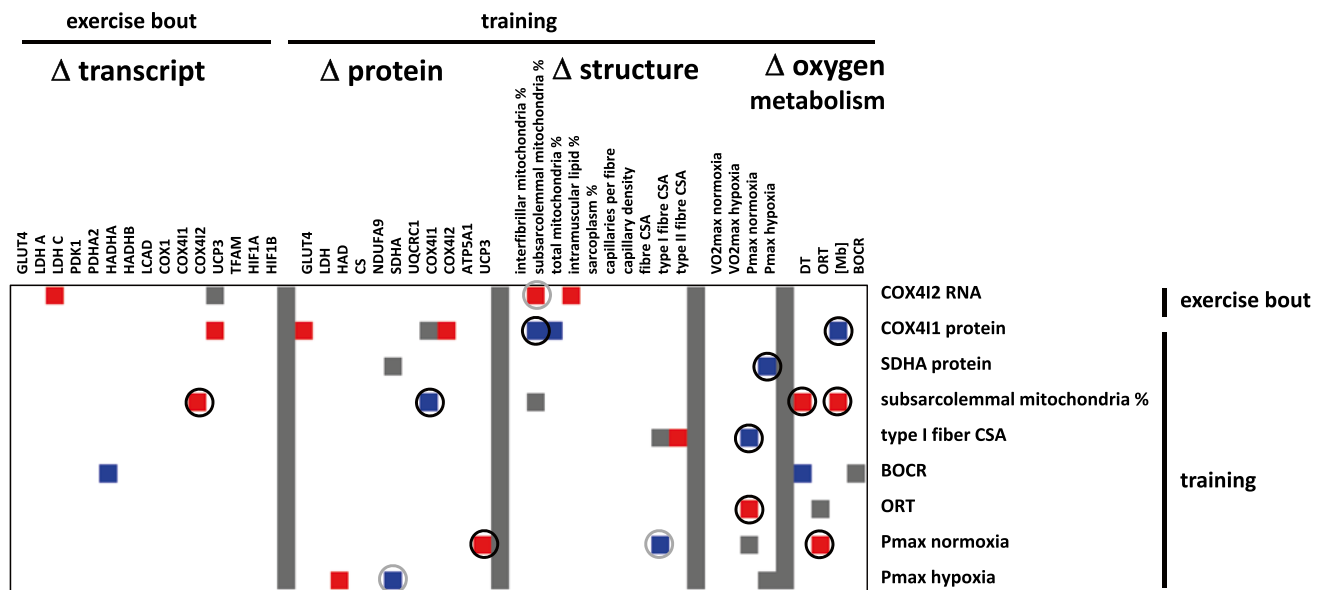 exercise bout
training
Δ transcript
Δ protein
Δ structure
Δ oxygen
metabolism
GLUT4
LDH A
LDH C
PDK1
PDHA2
HADHA
HADHB
LCAD
COX1
COX4I1
COX4I2
UCP3
TFAM
HIF1A
HIF1B
GLUT4
LDH
HAD
CS
NDUFA9
SDHA
UQCRC1
COX4I1
COX4I2
ATP5A1
UCP3
interfibrillar mitochondria %
subsarcolemmal mitochondria %
total mitochondria %
intramuscular lipid %
sarcoplasm %
capillaries per fibre
capillary density
fibre CSA
type I fibre CSA
type II fibre CSA
VO2max normoxia
VO2max hypoxia
Pmax normoxia
Pmax hypoxia
DT
ORT
[Mb]
BOCR
COX4I2 RNA
exercise bout
COX4I1 protein
SDHA protein
subsarcolemmal mitochondria %
type I fiber CSA
BOCR
training
ORT
Pmax normoxia
Pmax hypoxia